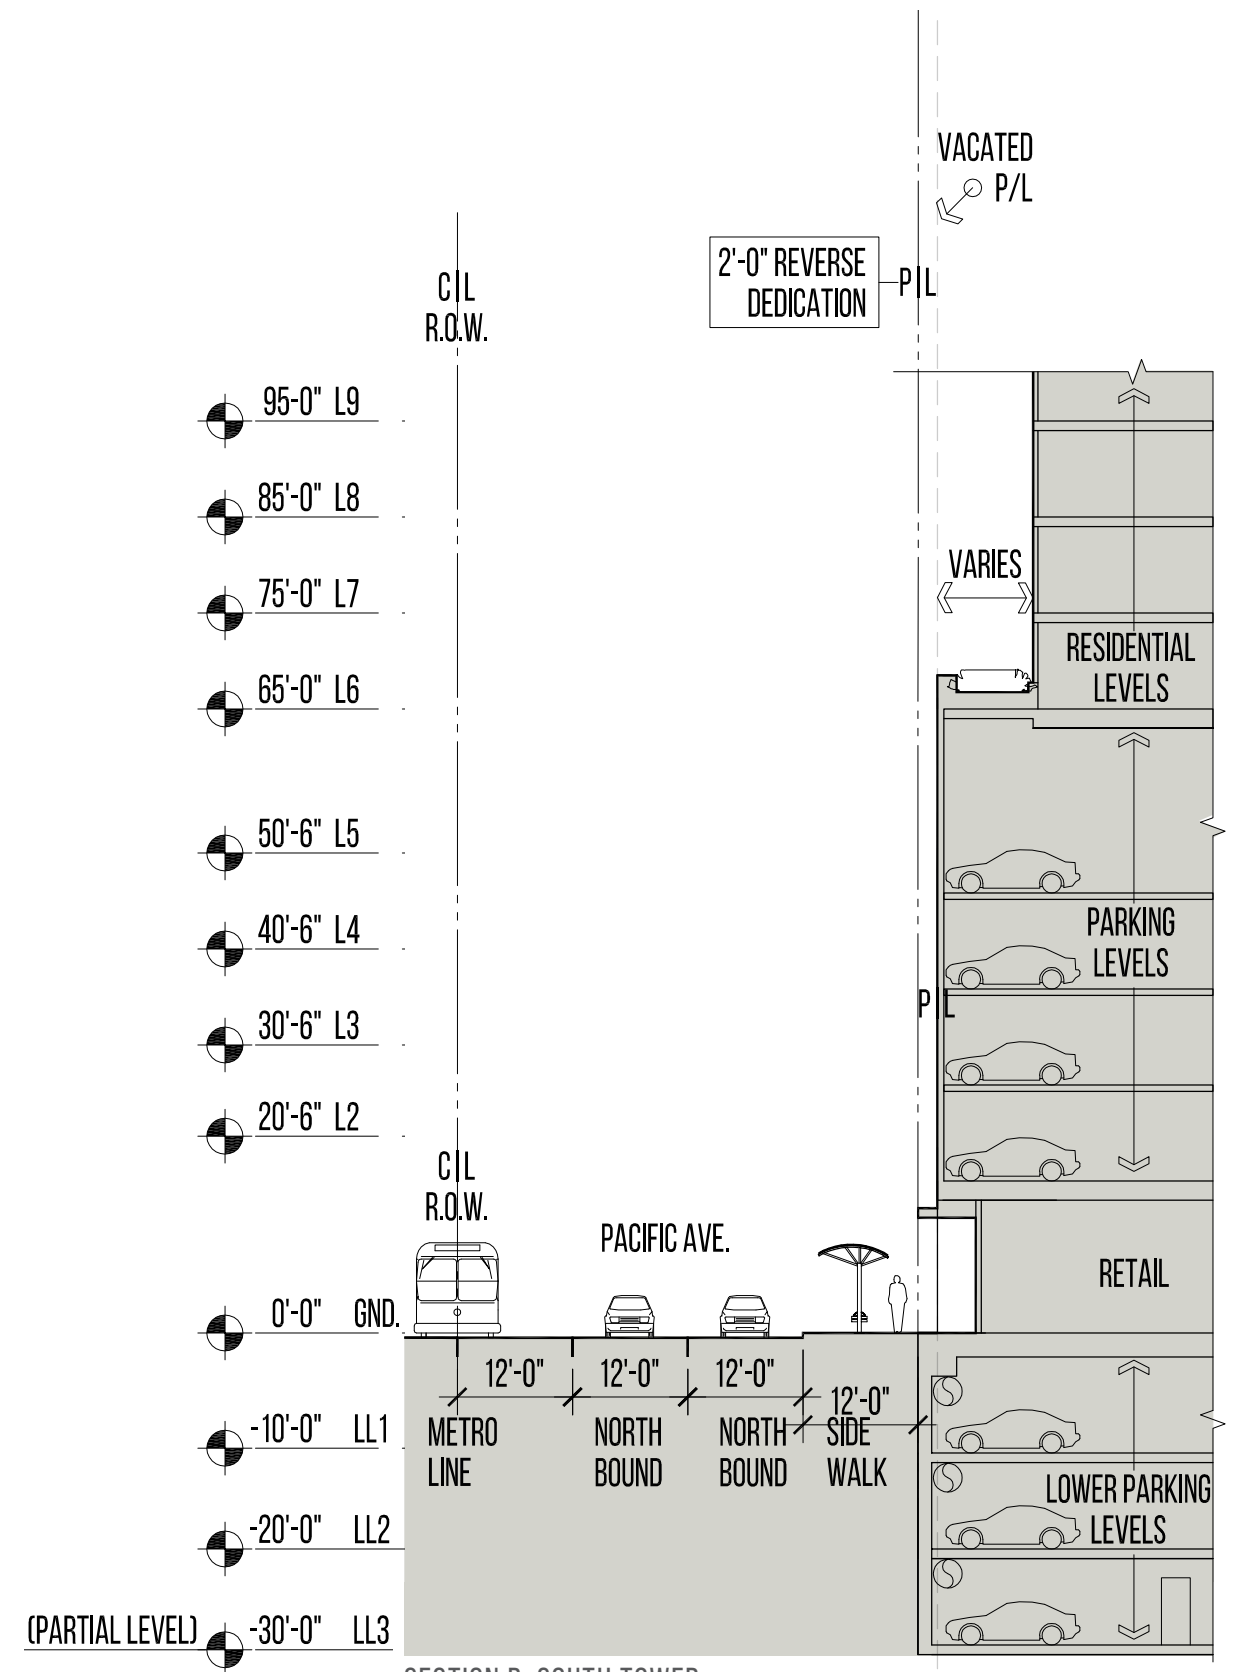 VACATED
P/L
2'-0" REVERSE
DEDICATION
P L
C L
R.O.W.
95-0" L9
85'-0" L8
75'-0" L7
VARIES
RESIDENTIAL
LEVELS
65'-0" L6
50'-6" L5
40'-6" L4
PARKING
LEVELS
P L
30'-6" L3
20'-6" L2
C L
R.O.W.
PACIFIC AVE.
RETAIL
0'-0" GND.
12'-0"
12'-0"
12'-0"
12'-0"
-10'-0" LL1
METRO
LINE
NORTH
BOUND
NORTH
BOUND
SIDE
WALK
LOWER PARKING
LEVELS
-20'-0" LL2
(PARTIAL LEVEL) -30'-0" LL3